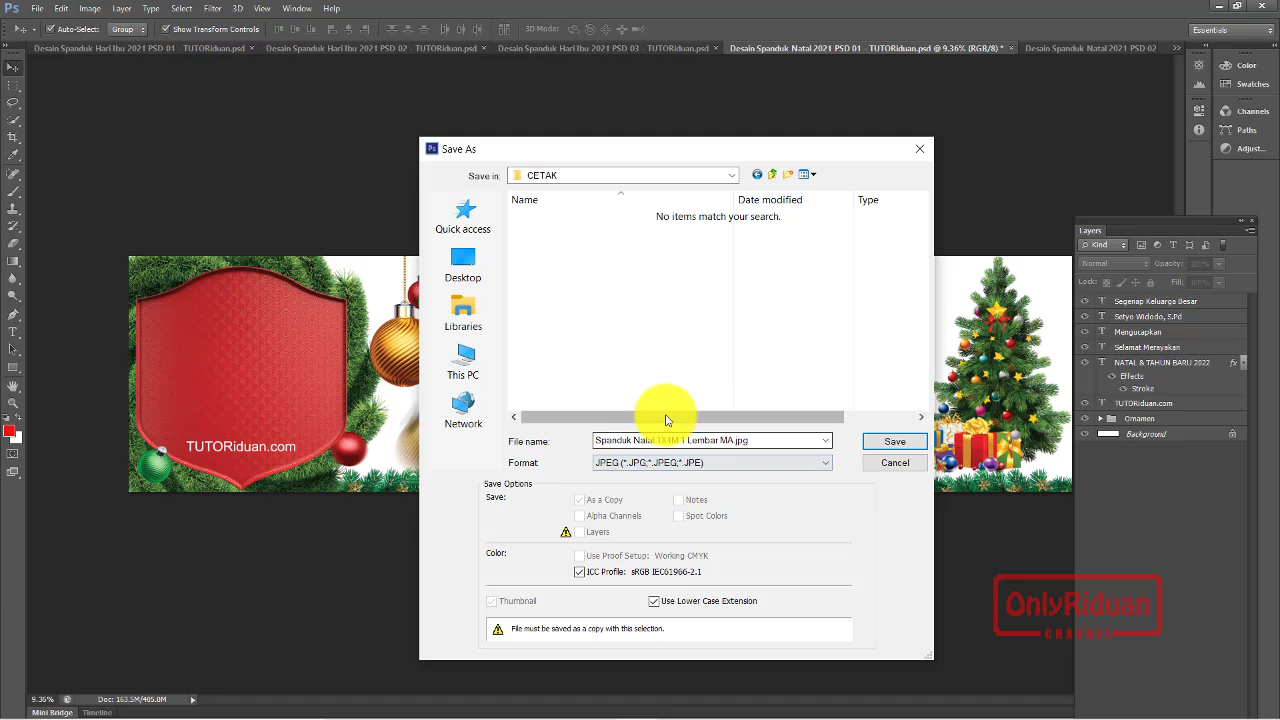 Ps File Edit Image Layer Type Select Filter 3D View Window Help
Auto-Select: Group Show Transform Controls 3D Mode: Essentials
Desain Spanduk Hari Ibu 2021 PSD 01 - TUTORiduan.psd × Desain Spanduk Hari Ibu 2021 PSD 02 - TUTORiduan.psd × Desain Spanduk Hari Ibu 2021 PSD 03 - TUTORiduan.psd × Desain Spanduk Natal 2021 PSD 01 - TUTORiduan.psd @ 9.36% (RGB/8) * × Desain Spanduk Natal 2021 PSD 02
Color
Swatches
Channels
Paths
Adjust...
Save As
Save in: CETAK
Name Date modified Type
No items match your search.
Quick access
Desktop
Libraries
This PC
Network
File name: Spanduk Natal 1X4M 1 Lembar MA.jpg Save
Format JPEG (*.JPG;*.JPEG;*.JPE) Cancel
Save Options
Save: As a Copy Notes
Alpha Channels Spot Colors
Layers
Color: Use Proof Setup: Working CMYK
ICC Profile: sRGB IEC61966-2.1
Thumbnail Use Lower Case Extension
File must be saved as a copy with this selection.
TUTORiduan.com
Layers
Kind
Normal Opacity: 100%
Lock: Fill: 100%
T Segenap Keluarga Besar
T Setyo Widodo, S.Pd
T Mengucapkan
T Selamat Merayakan
T NATAL & TAHUN BARU 2022 fx
Effects
Stroke
T TUTORiduan.com
Ornamen
Background
OnlyRiduan
CHANNEL
9.36% Doc: 163.5M/405.0M
Mini Bridge Timeline